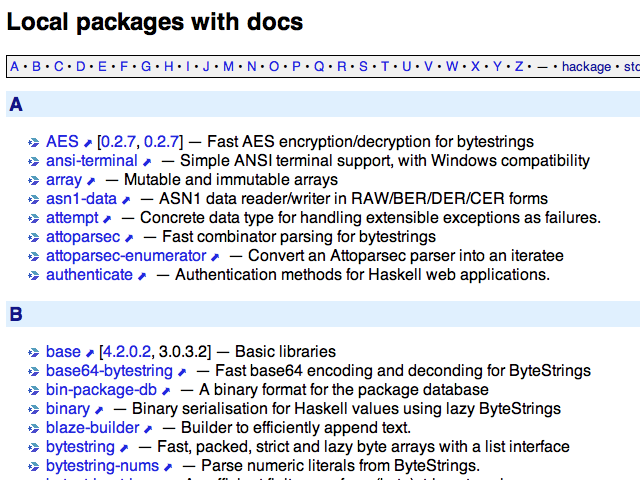 Local packages with docs
A • B • C • D • E • F • G • H • I • J • M • N • O • P • Q • R • S • T • U • V • W • X • Y • Z • — • hackage •
A
AES [0.2.7, 0.2.7] — Fast AES encryption/decryption for bytestrings
ansi-terminal — Simple ANSI terminal support, with Windows compatibility
array — Mutable and immutable arrays
asn1-data — ASN1 data reader/writer in RAW/BER/DER/CER forms
attempt — Concrete data type for handling extensible exceptions as failures.
attoparsec — Fast combinator parsing for bytestrings
attoparsec-enumerator — Convert an Attoparsec parser into an iteratee
authenticate — Authentication methods for Haskell web applications.
B
base [4.2.0.2, 3.0.3.2] — Basic libraries
base64-bytestring — Fast base64 encoding and deconding for ByteStrings
bin-package-db — A binary format for the package database
binary — Binary serialisation for Haskell values using lazy ByteStrings
blaze-builder — Builder to efficiently append text.
bytestring — Fast, packed, strict and lazy byte arrays with a list interface
bytestring-nums — Parse numeric literals from ByteStrings.